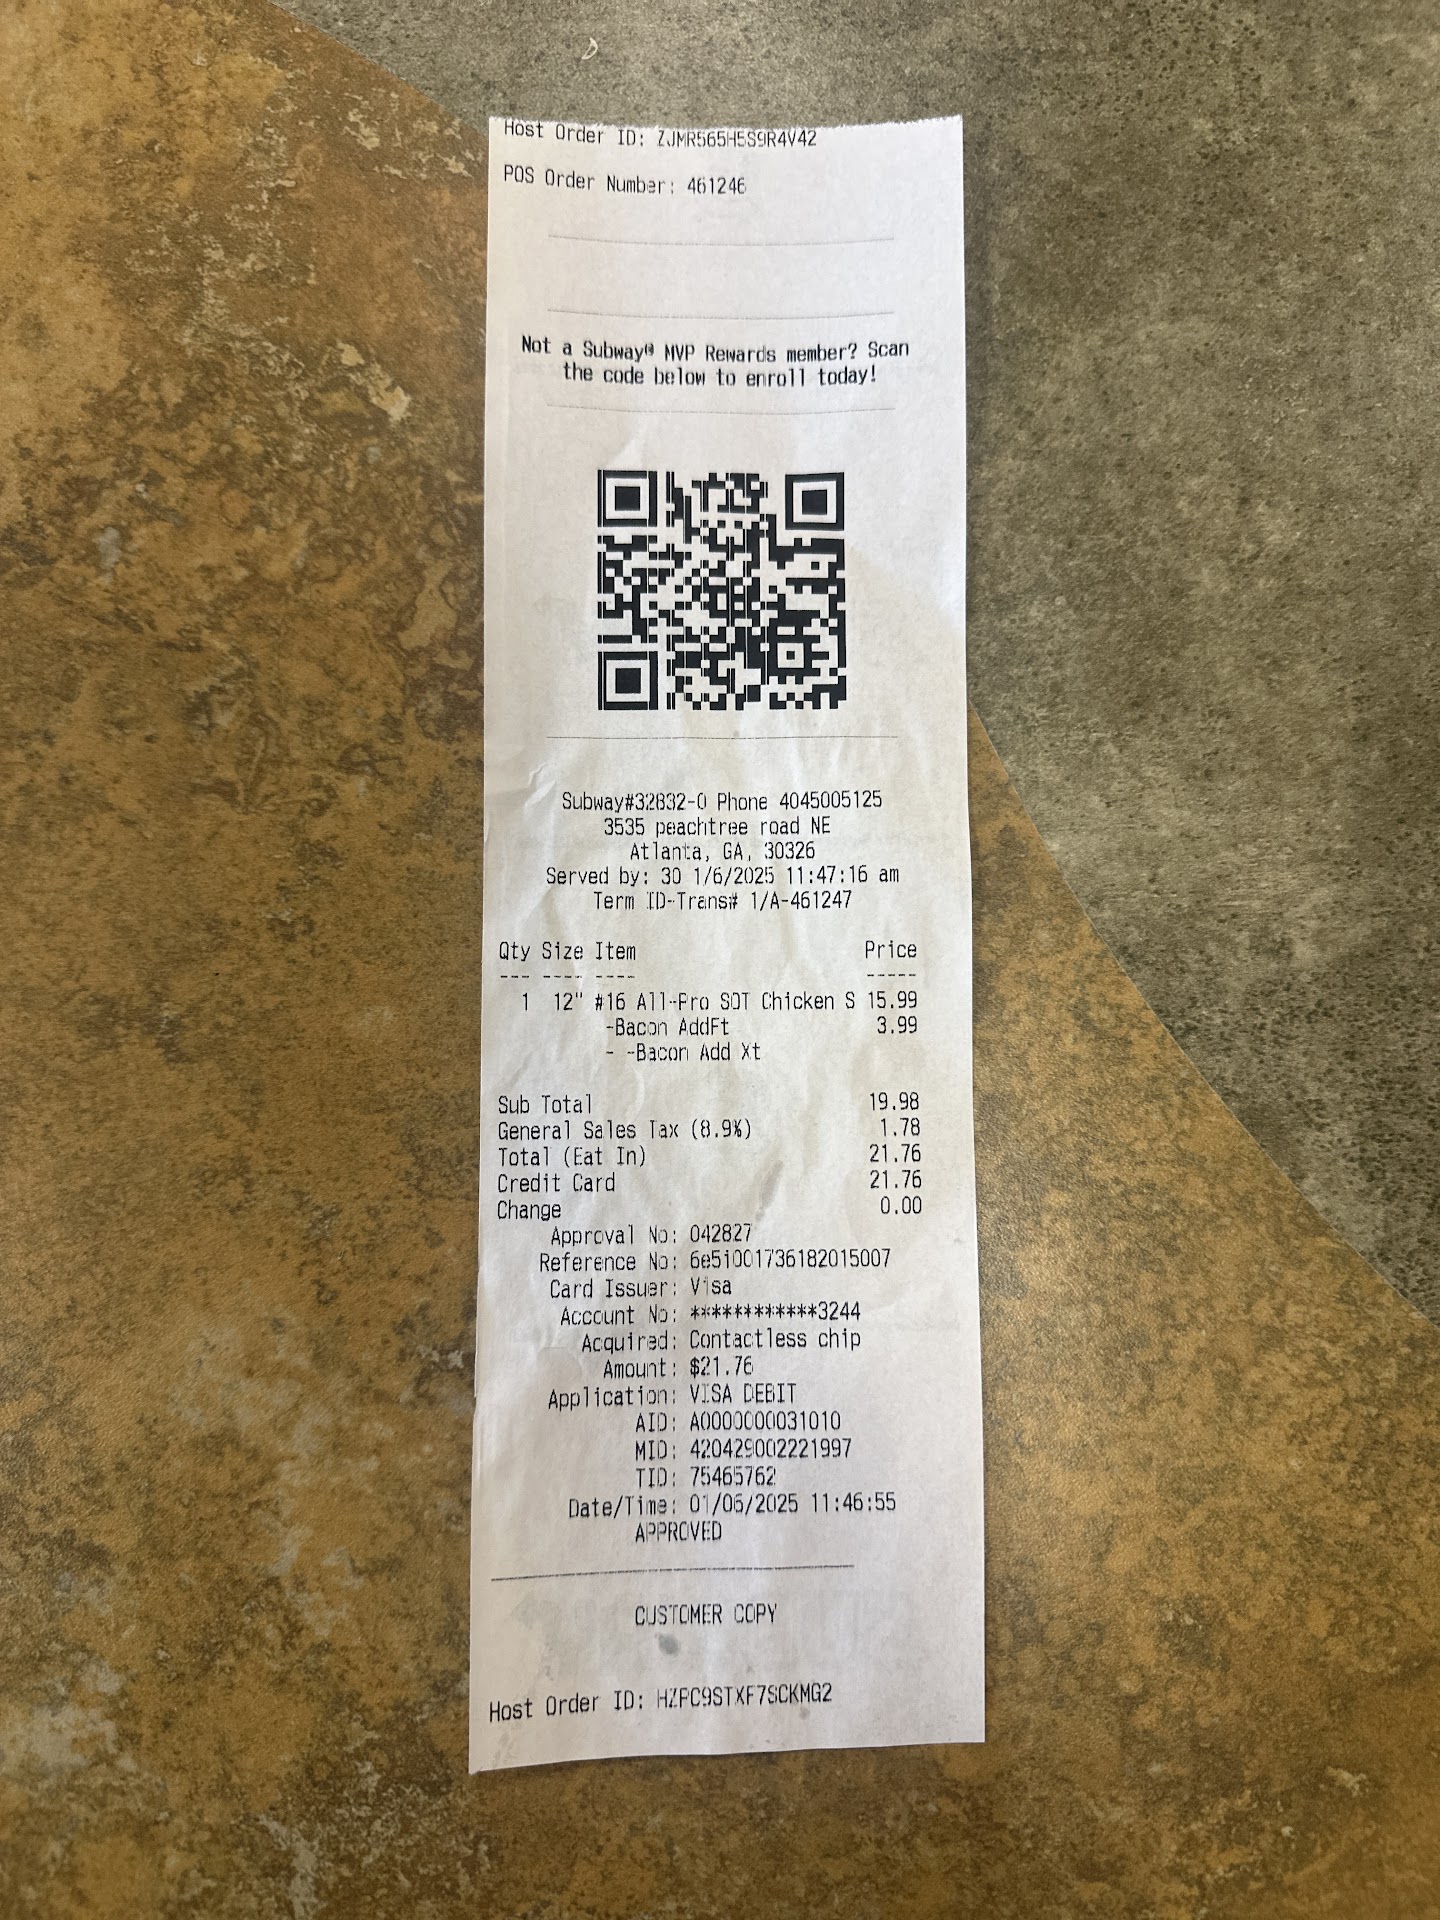 Host Order ID: ZJMR565H5S9R4V42
POS Order Number: 461246
Not a Subway® MVP Rewards member? Scan
the code below to enroll today!
Subway#32832-0 Phone 4045005125
3535 peachtree road NE
Atlanta, GA, 30326
Served by: 30 1/6/2025 11:47:16 am
Term ID-Trans# 1/A-461247
Qty Size Item Price
--- ---- ---- -----
1 12" #16 All-Pro SOT Chicken S 15.99
-Bacon AddFt 3.99
- -Bacon Add Xt
Sub Total 19.98
General Sales Tax (8.9%) 1.78
Total (Eat In) 21.76
Credit Card 21.76
Change 0.00
Approval No: 042827
Reference No: 6e5i001736182015007
Card Issuer: Visa
Account No: ************3244
Acquired: Contactless chip
Amount: $21.76
Application: VISA DEBIT
AID: A0000000031010
MID: 420429002221997
TID: 75465762
Date/Time: 01/06/2025 11:46:55
APPROVED
CUSTOMER COPY
Host Order ID: HZPC9STXF7SCKMG2